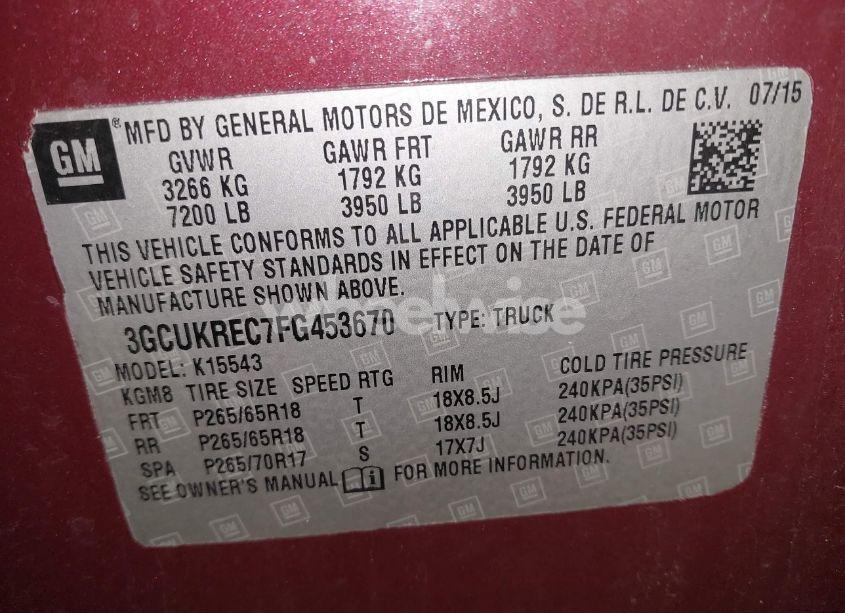 GM ® MFD BY GENERAL MOTORS DE MEXICO, S. DE R.L. DE C.V. 07/15
GVWR GAWR FRT GAWR RR
3266 KG 1792 KG 1792 KG
7200 LB 3950 LB 3950 LB
THIS VEHICLE CONFORMS TO ALL APPLICABLE U.S. FEDERAL MOTOR
VEHICLE SAFETY STANDARDS IN EFFECT ON THE DATE OF
MANUFACTURE SHOWN ABOVE.
wheelwise
3GCUKREC7FG453670 TYPE: TRUCK
MODEL: K15543
KGM8 TIRE SIZE SPEED RTG RIM COLD TIRE PRESSURE
FRT P265/65R18 T 18X8.5J 240KPA(35PSI)
RR P265/65R18 T 18X8.5J 240KPA(35PSI)
SPA P265/70R17 S 17X7J 240KPA(35PSI)
SEE OWNER'S MANUAL i FOR MORE INFORMATION.